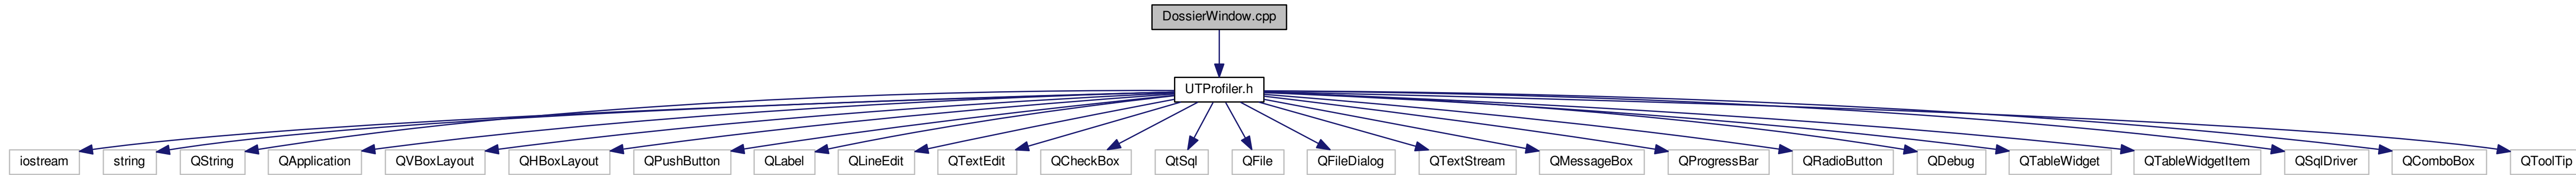 DossierWindow.cpp
UTProfiler.h
iostream
string
QString
QApplication
QVBoxLayout
QHBoxLayout
QPushButton
QLabel
QLineEdit
QTextEdit
QCheckBox
QtSql
QFile
QFileDialog
QTextStream
QMessageBox
QProgressBar
QRadioButton
QDebug
QTableWidget
QTableWidgetItem
QSqlDriver
QComboBox
QToolTip